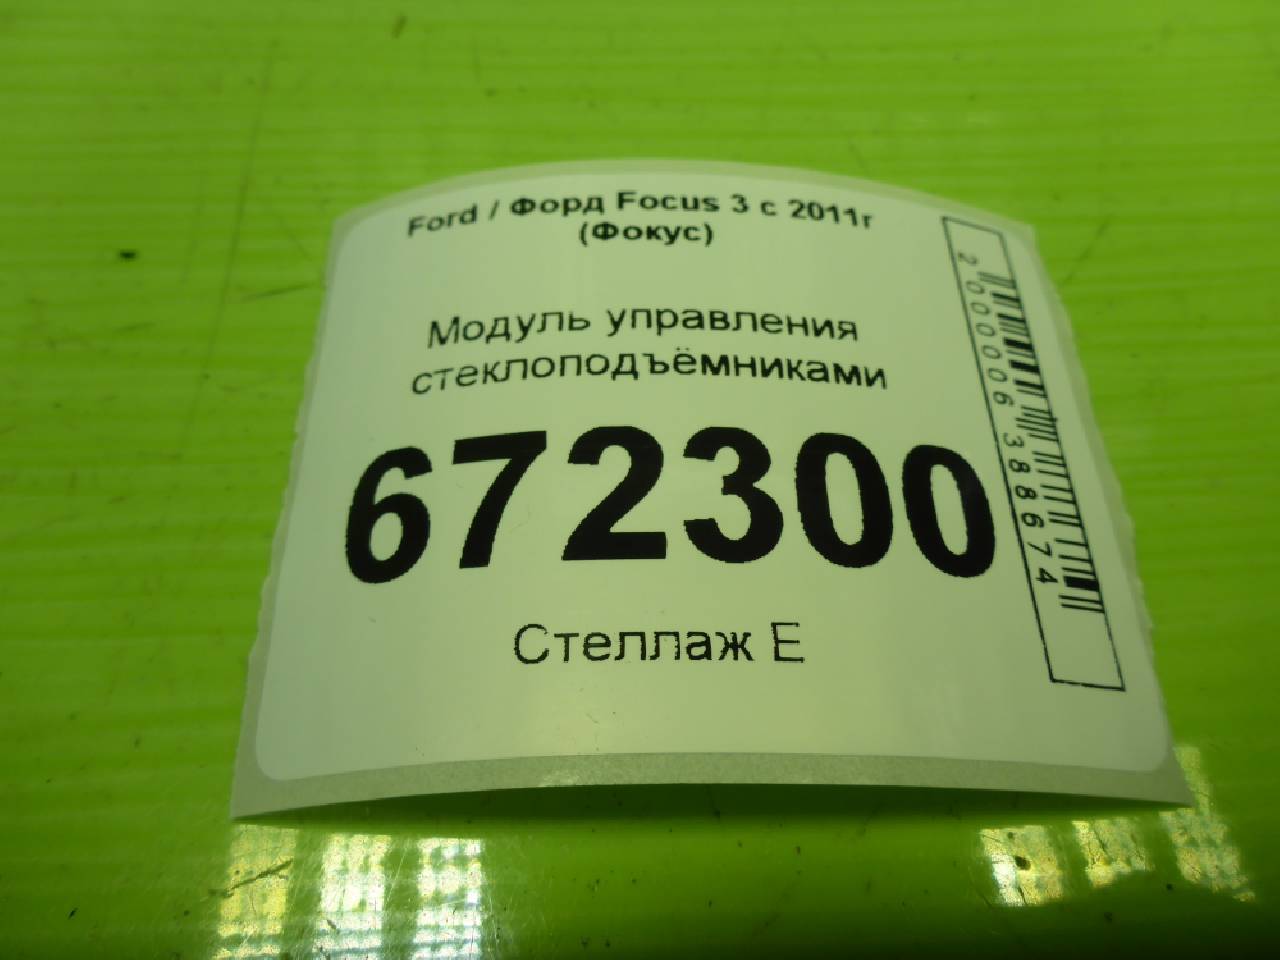 Ford / Форд Focus 3 с 2011г
(Фокус)
Модуль управления
стеклоподъёмниками
672300
Стеллаж Е
2000006388674